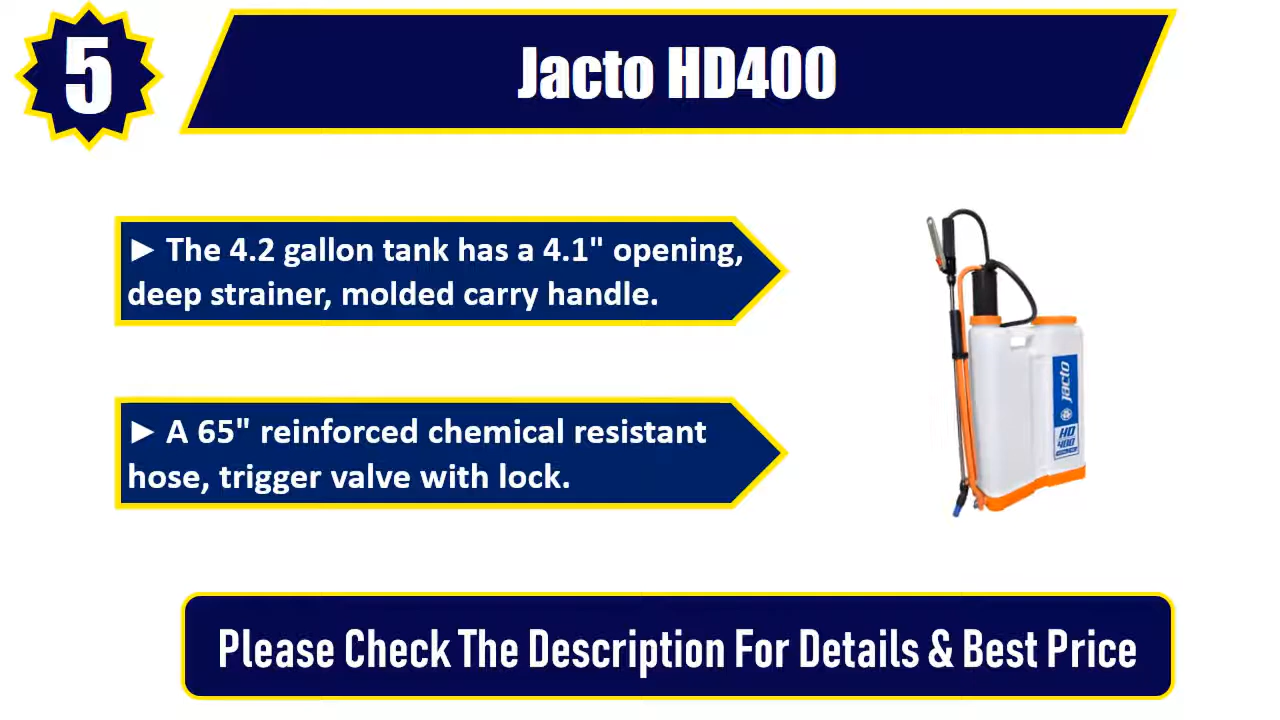 5
Jacto HD400
► The 4.2 gallon tank has a 4.1" opening,
deep strainer, molded carry handle.
► A 65" reinforced chemical resistant
hose, trigger valve with lock.
Jacto
HD
400
Please Check The Description For Details & Best Price